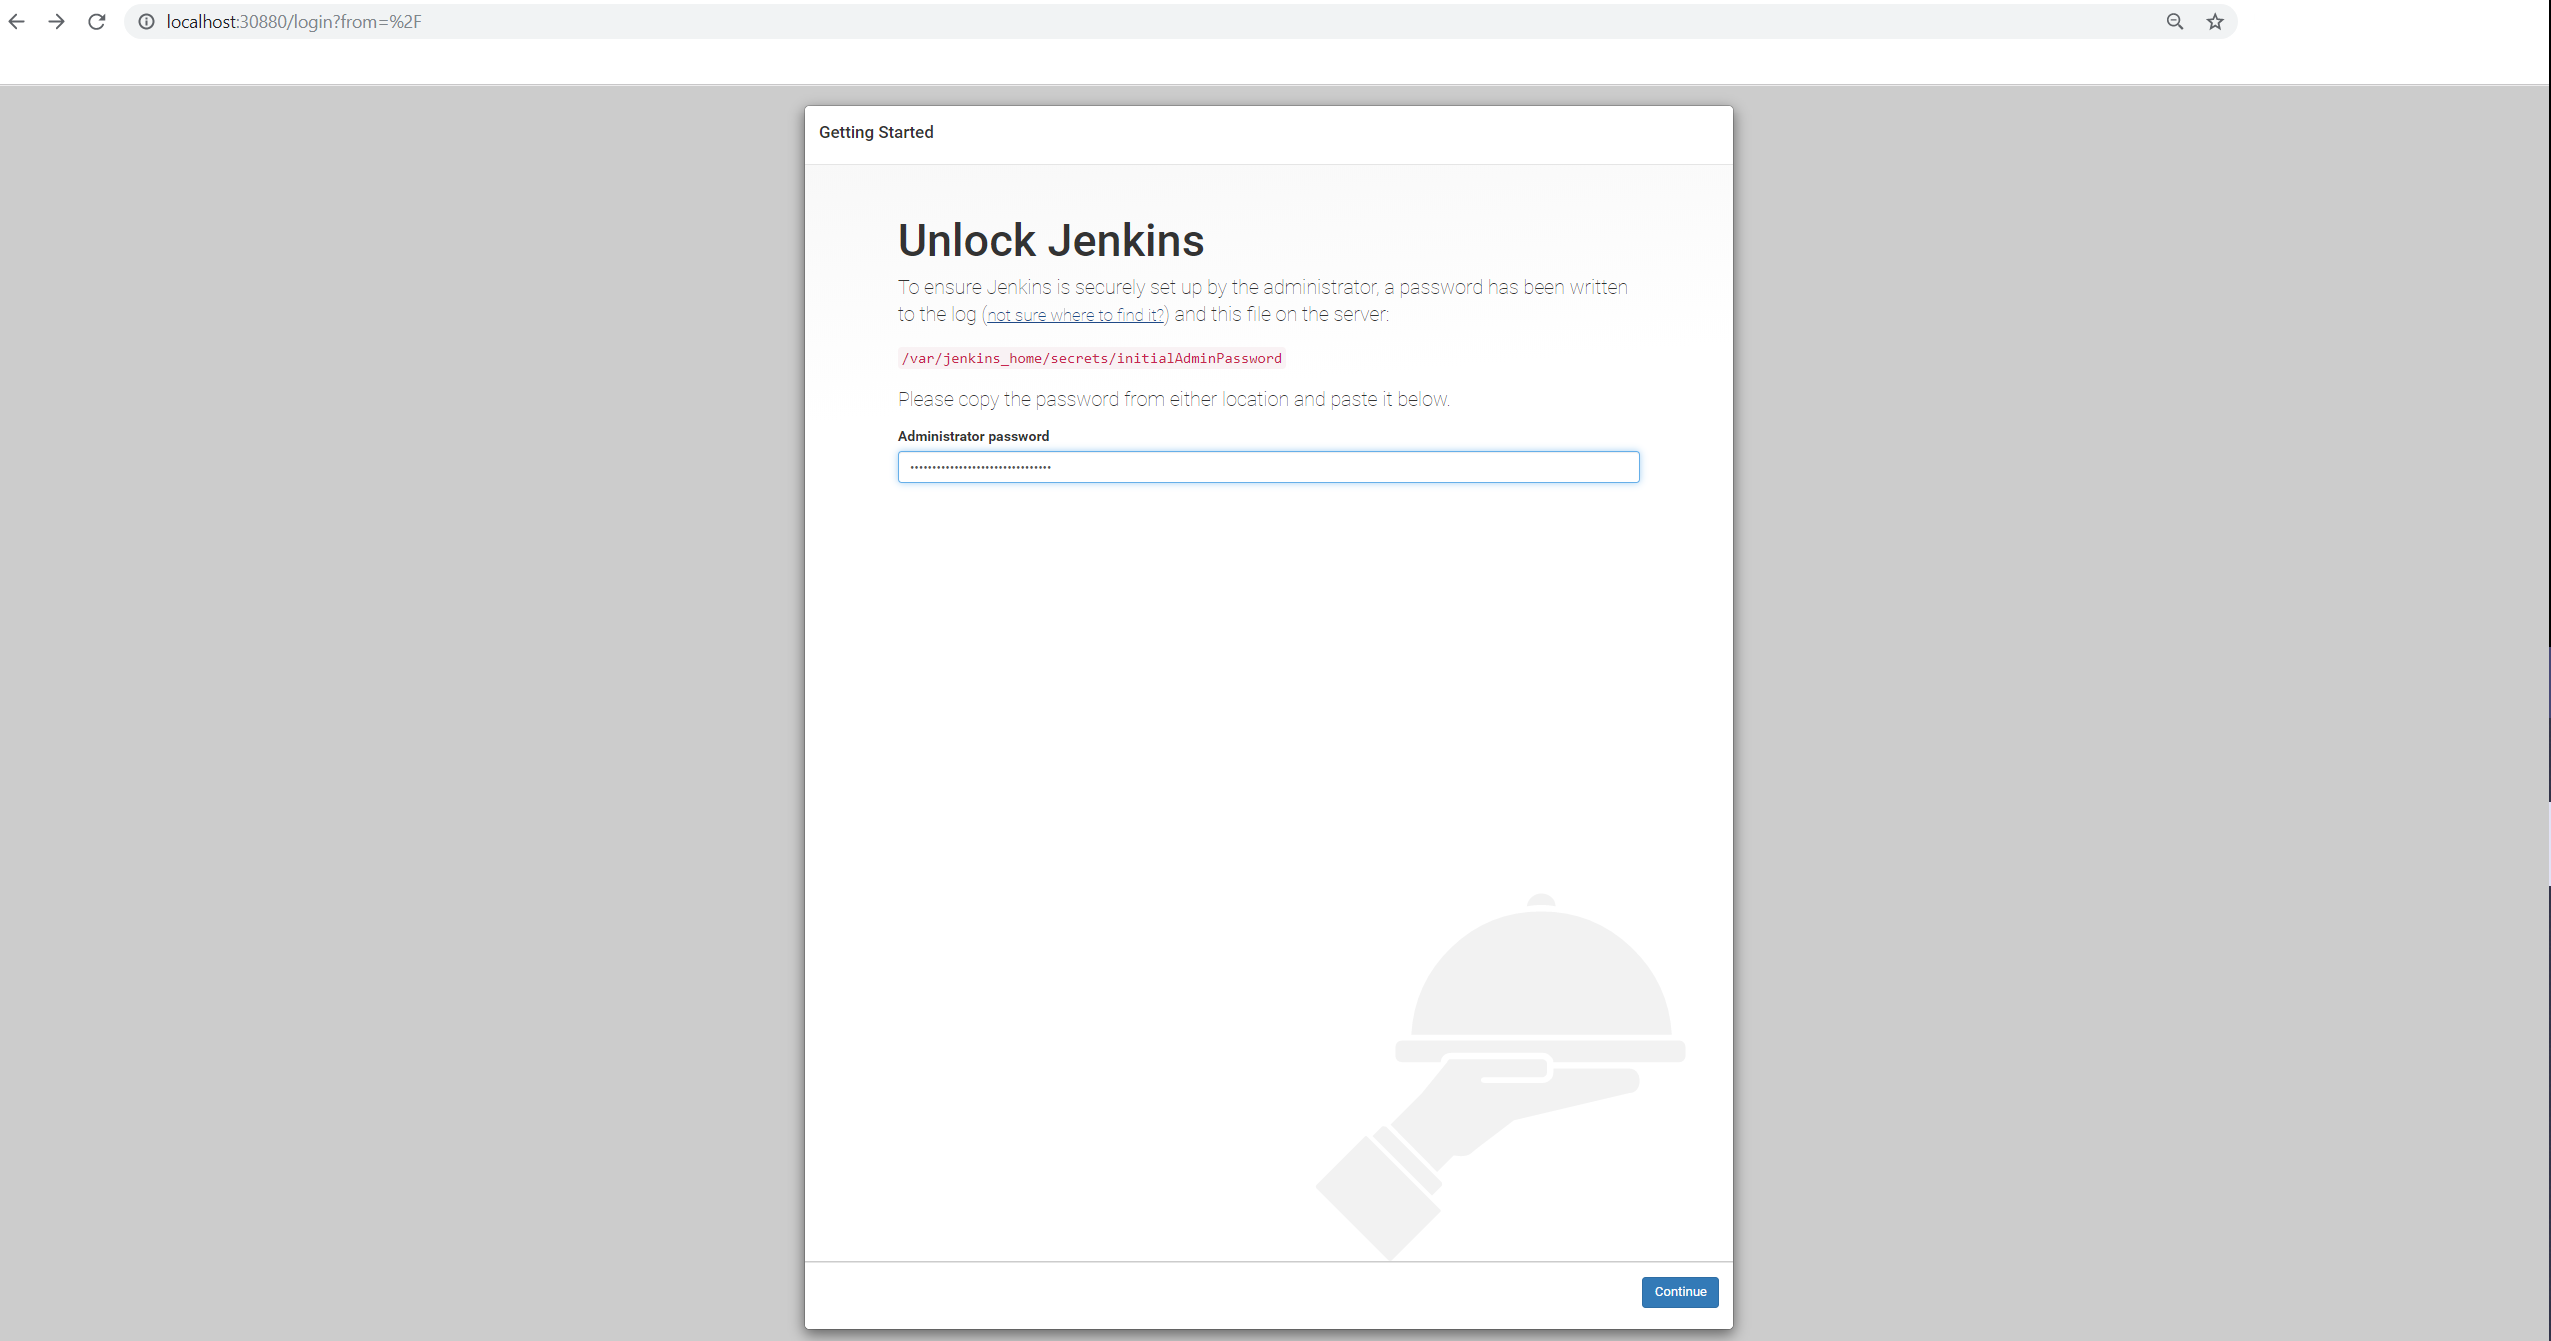 localhost:30880/login?from=%2F
Getting Started
Unlock Jenkins
To ensure Jenkins is securely set up by the administrator, a password has been written
to the log (not sure where to find it?) and this file on the server:
/var/jenkins_home/secrets/initialAdminPassword
Please copy the password from either location and paste it below.
Administrator password
••••••••••••••••••••••••••••••••
Continue